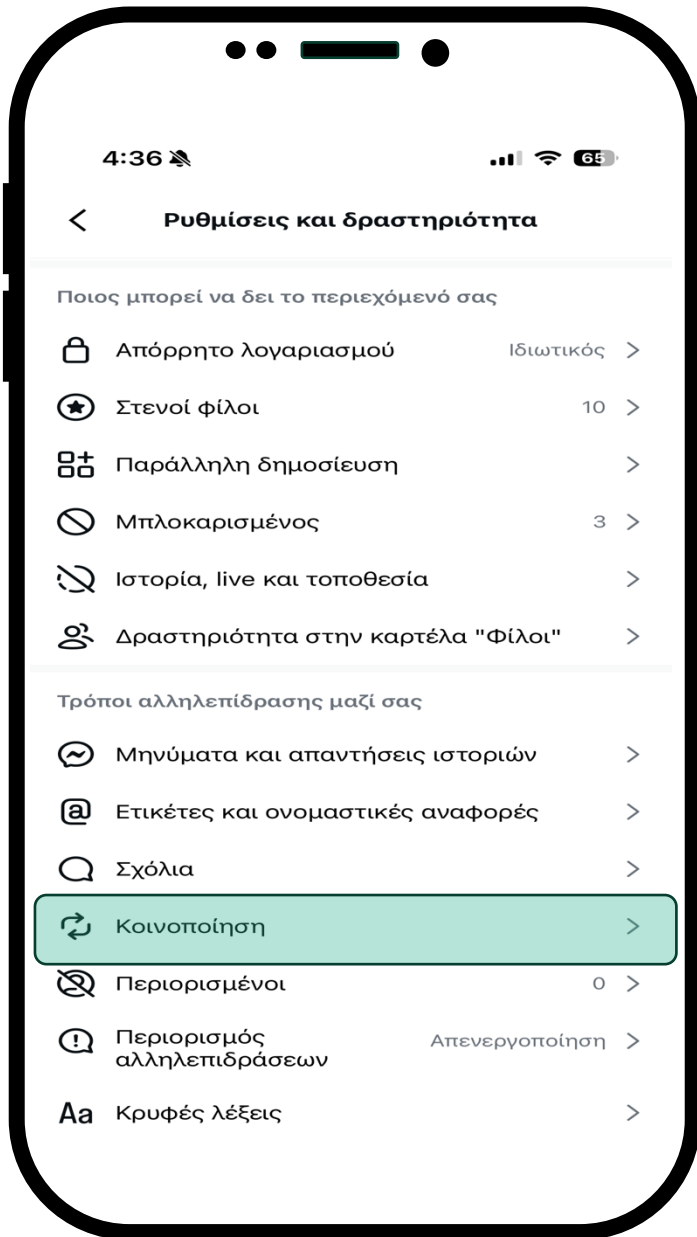 4:36
65
Ρυθμίσεις και δραστηριότητα
Ποιος μπορεί να δει το περιεχόμενό σας
Απόρρητο λογαριασμού Ιδιωτικός
Στενοί φίλοι 10
Παράλληλη δημοσίευση
Μπλοκαρισμένος 3
Ιστορία, live και τοποθεσία
Δραστηριότητα στην καρτέλα "Φίλοι"
Τρόποι αλληλεπίδρασης μαζί σας
Μηνύματα και απαντήσεις ιστοριών
Ετικέτες και ονομαστικές αναφορές
Σχόλια
Κοινοποίηση
Περιορισμένοι 0
Περιορισμός
αλληλεπιδράσεων Απενεργοποίηση
Aa Κρυφές λέξεις